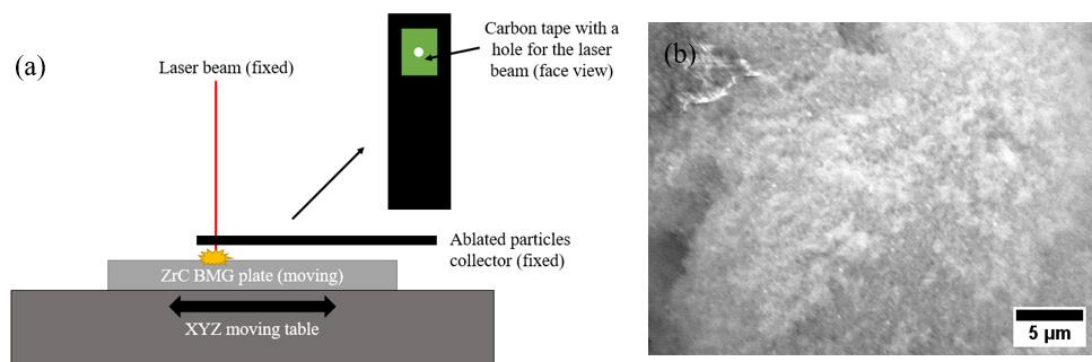 (a)
Laser beam (fixed)
Carbon tape with a
hole for the laser
beam (face view)
Ablated particles
collector (fixed)
ZrC BMG plate (moving)
XYZ moving table
(b)
5 µm